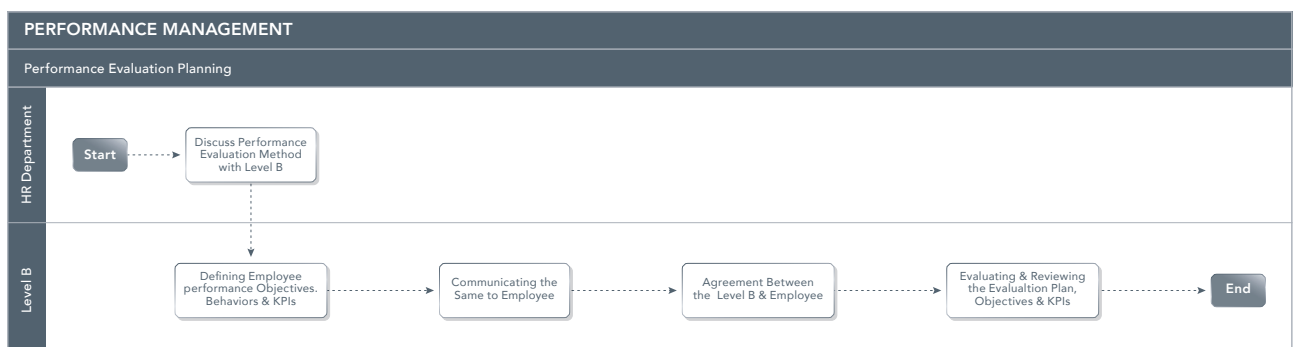 PERFORMANCE MANAGEMENT
Performance Evaluation Planning
HR Department
Start
Discuss Performance
Evaluation Method
with Level B
Level B
Defining Employee
performance Objectives.
Behaviors & KPIs
Communicating the
Same to Employee
Agreement Between
the Level B & Employee
Evaluating & Reviewing
the Evaualtion Plan,
Objectives & KPIs
End